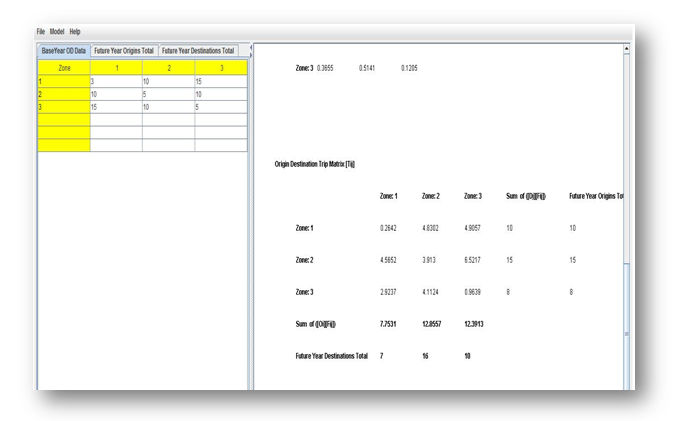 File Model Help
BaseYear OD Data Future Year Origins Total Future Year Destinations Total
Zone 1 2 3
1 3 10 15
2 10 5 10
3 15 10 5
Zone: 3 0.3655 0.5141 0.1205
Origin Destination Trip Matrix [Tij]
Zone: 1 Zone: 2 Zone: 3 Sum of ([Oi][Fij]) Future Year Origins Tot
Zone: 1 0.2642 4.8302 4.9057 10 10
Zone: 2 4.5652 3.913 6.5217 15 15
Zone: 3 2.9237 4.1124 0.9639 8 8
Sum of ([Oi][Fij]) 7.7531 12.8557 12.3913
Future Year Destinations Total 7 16 10